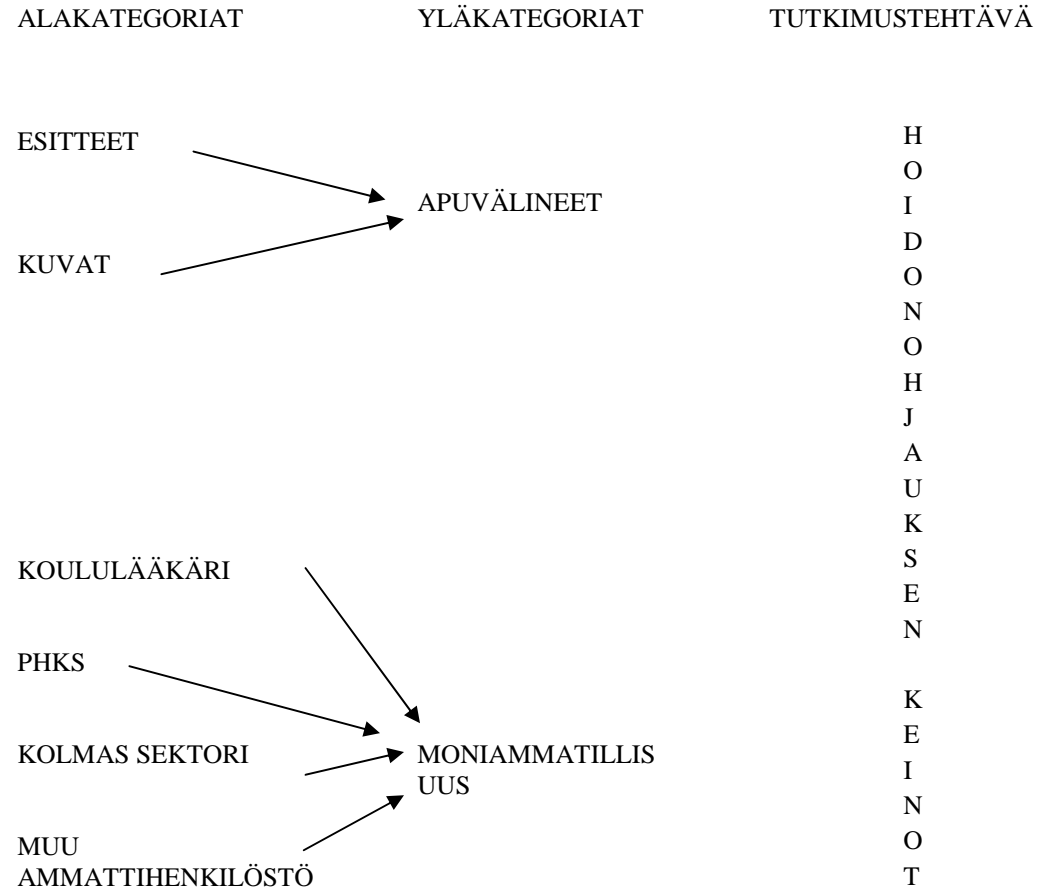 ALAKATEGORIAT YLÄKATEGORIAT TUTKIMUSTEHTÄVÄ
ESITTEET
KUVAT
APUVÄLINEET
KOULULÄÄKÄRI
PHKS
KOLMAS SEKTORI
MUU
AMMATTIHENKILÖSTÖ
MONIAMMATILLIS
UUS
H
O
I
D
O
N
O
H
J
A
U
K
S
E
N
K
E
I
N
O
T